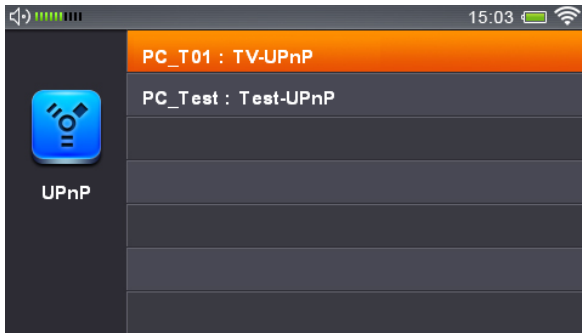 15:03
PC_T01 : TV-UPnP
PC_Test : Test-UPnP
UPnP